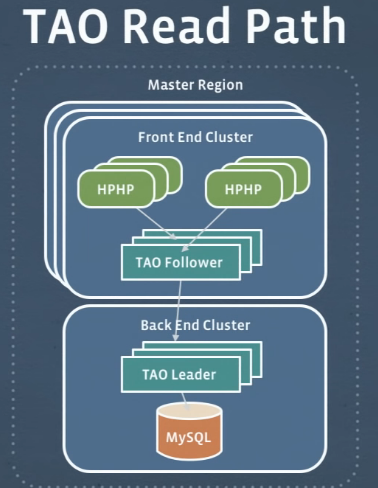 TAO Read Path
Master Region
Front End Cluster
HPHP HPHP
TAO Follower
Back End Cluster
TAO Leader
MySQL